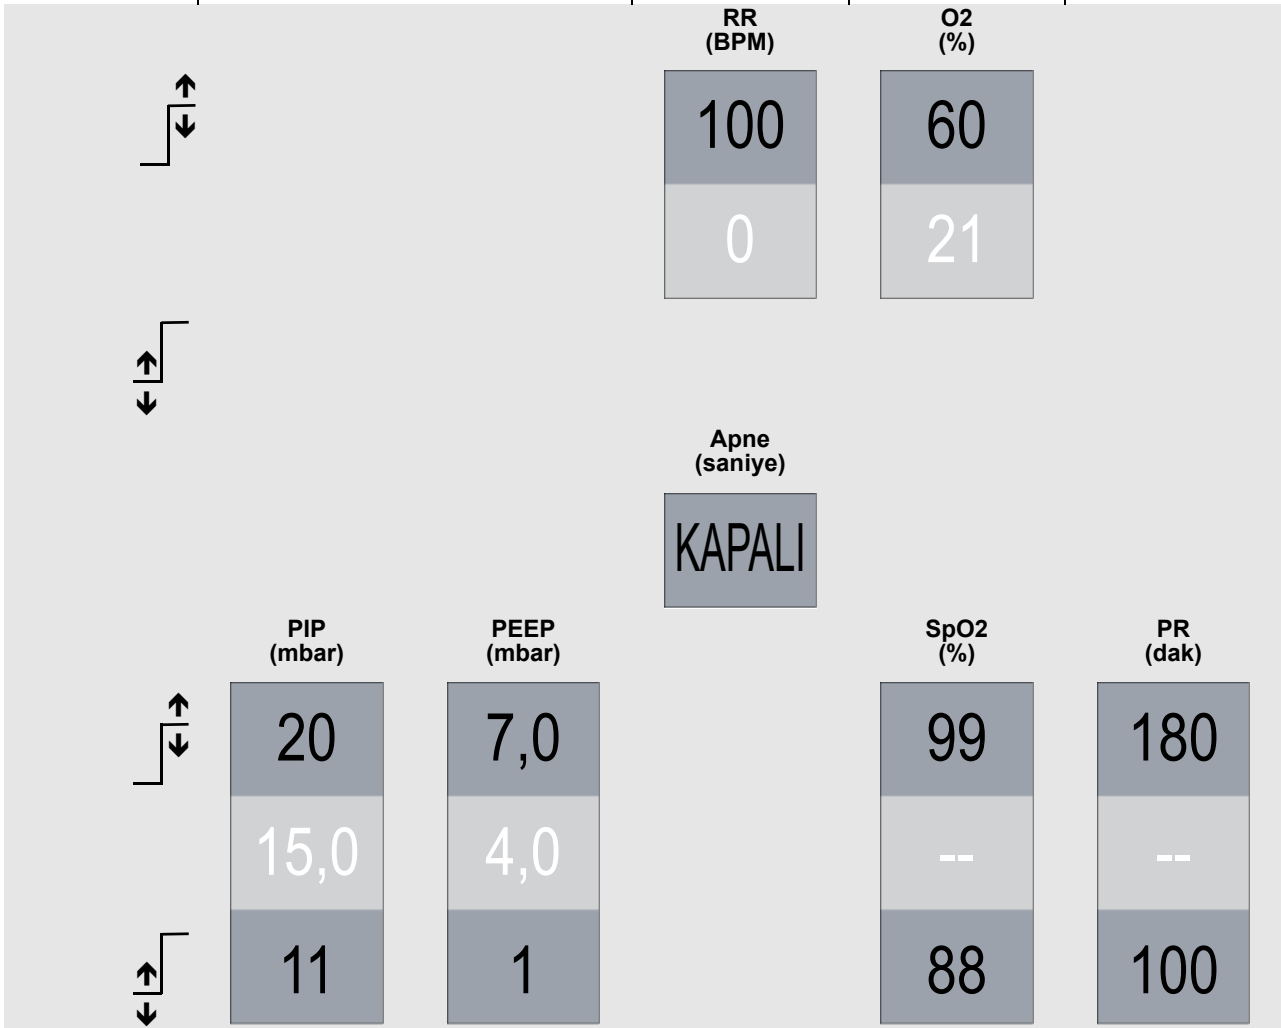 RR
(BPM)
O2
(%)
100
60
0
21
Apne
(saniye)
KAPALI
PIP
(mbar)
PEEP
(mbar)
SpO2
(%)
PR
(dak)
20
7,0
99
180
15,0
4,0
--
--
11
1
88
100